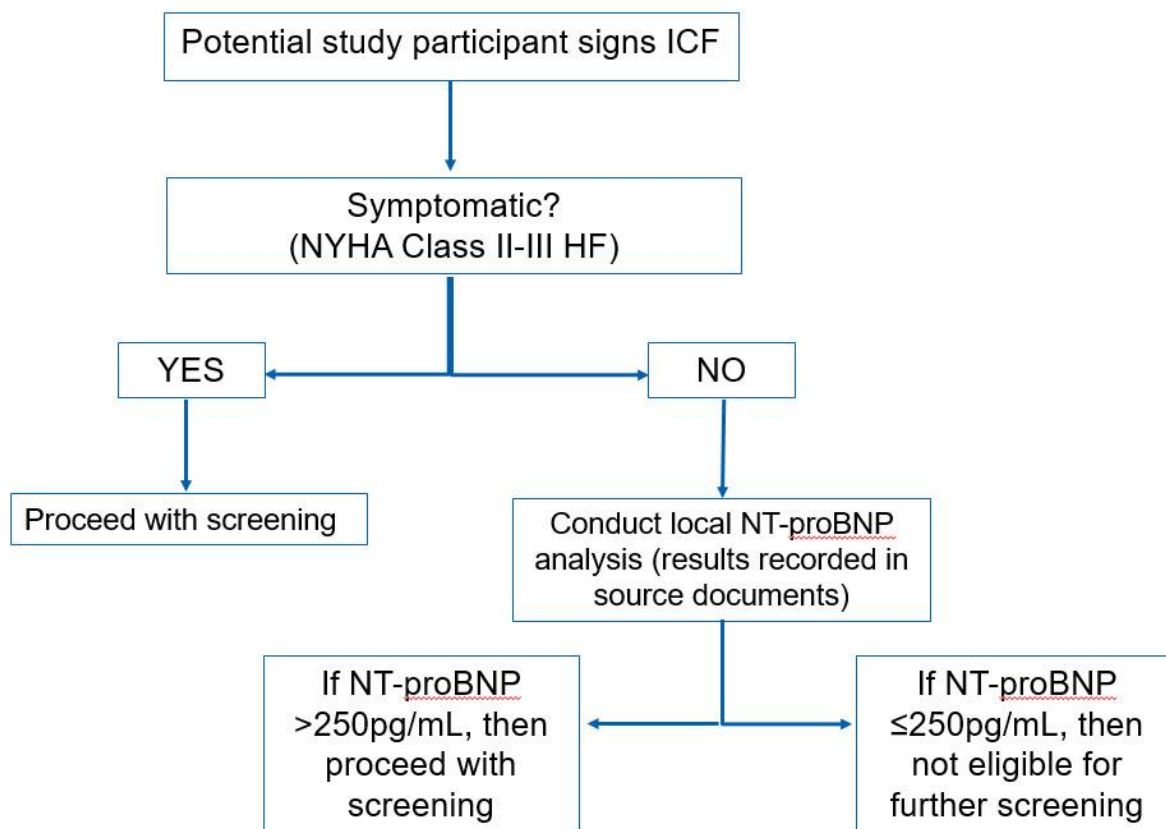 Potential study participant signs ICF
Symptomatic?
(NYHA Class II-III HF)
YES
NO
Proceed with screening
Conduct local NT-proBNP
analysis (results recorded in
source documents)
If NT-proBNP
>250pg/mL, then
proceed with
screening
If NT-proBNP
≤250pg/mL, then
not eligible for
further screening